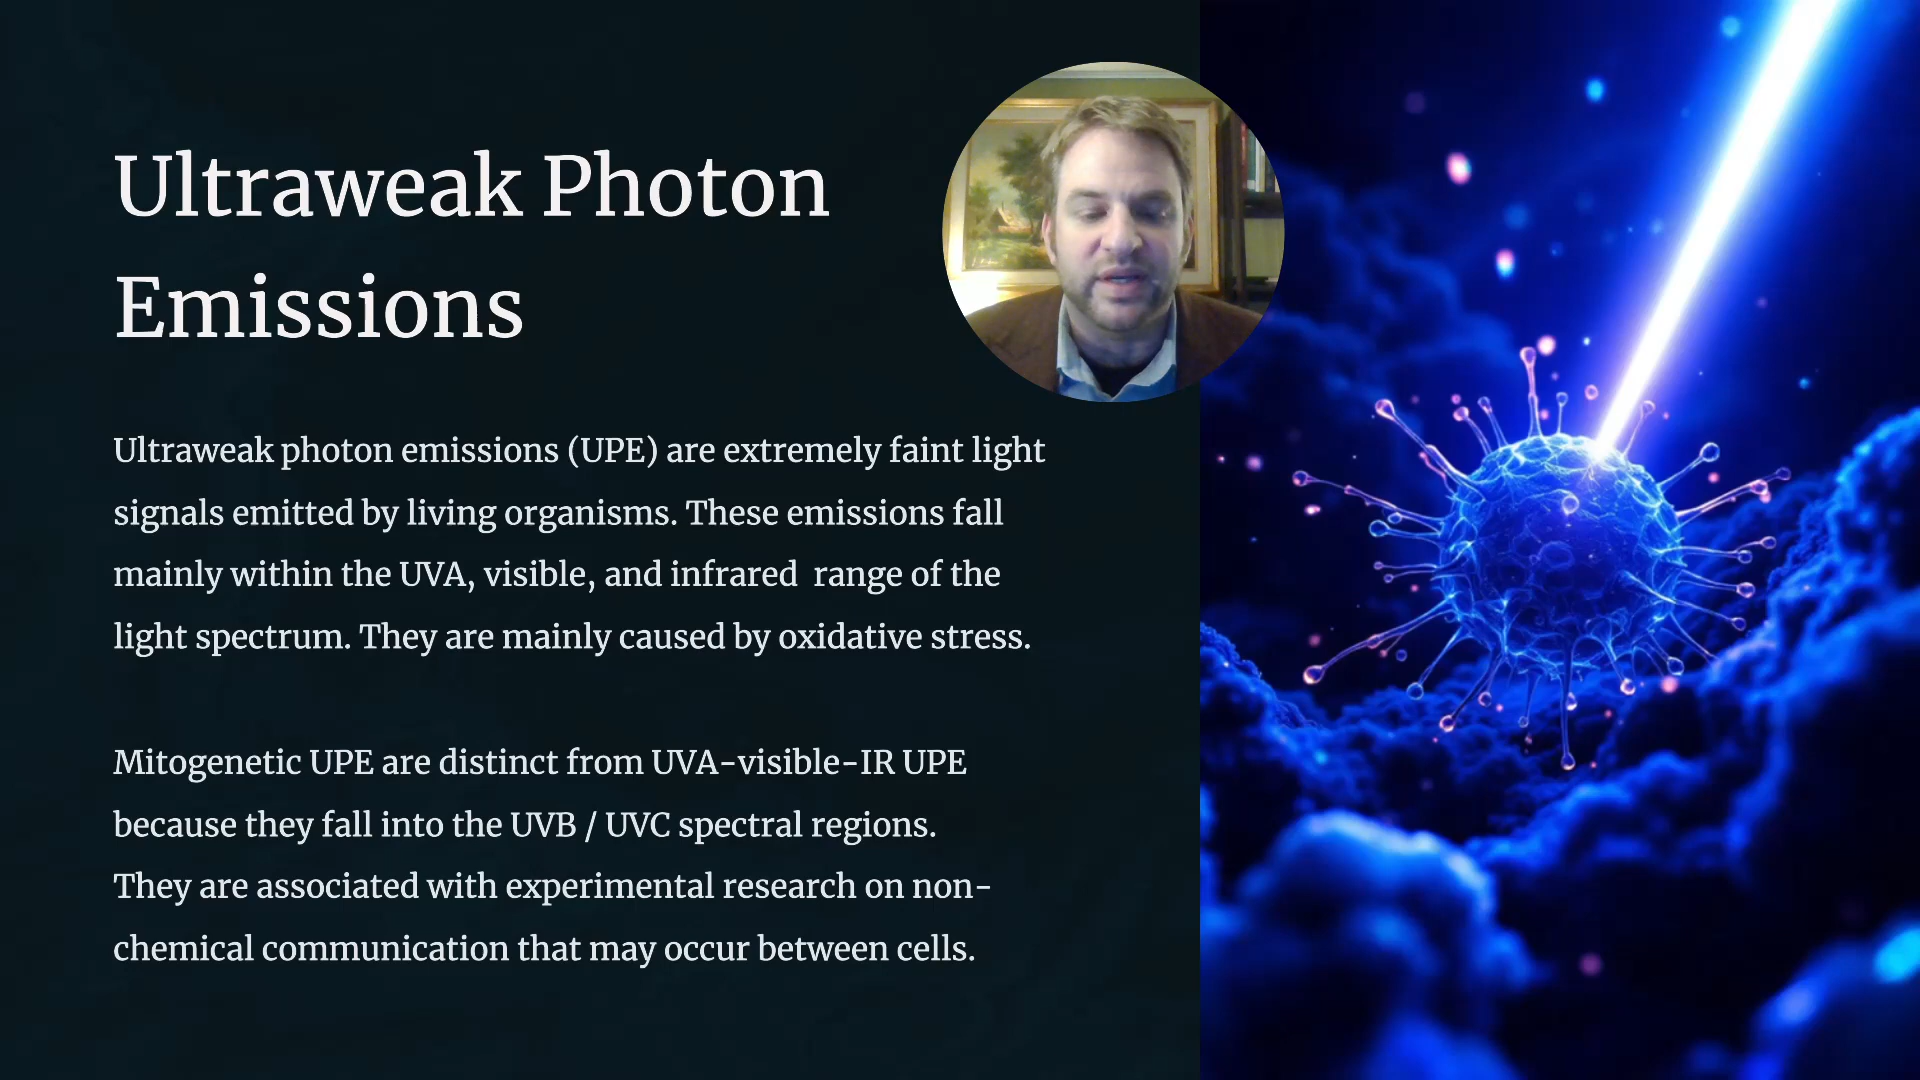 Ultraweak Photon
Emissions
Ultraweak photon emissions (UPE) are extremely faint light
signals emitted by living organisms. These emissions fall
mainly within the UVA, visible, and infrared  range of the
light spectrum. They are mainly caused by oxidative stress.
Mitogenetic UPE are distinct from UVA-visible-IR UPE
because they fall into the UVB / UVC spectral regions.
They are associated with experimental research on non-
chemical communication that may occur between cells.